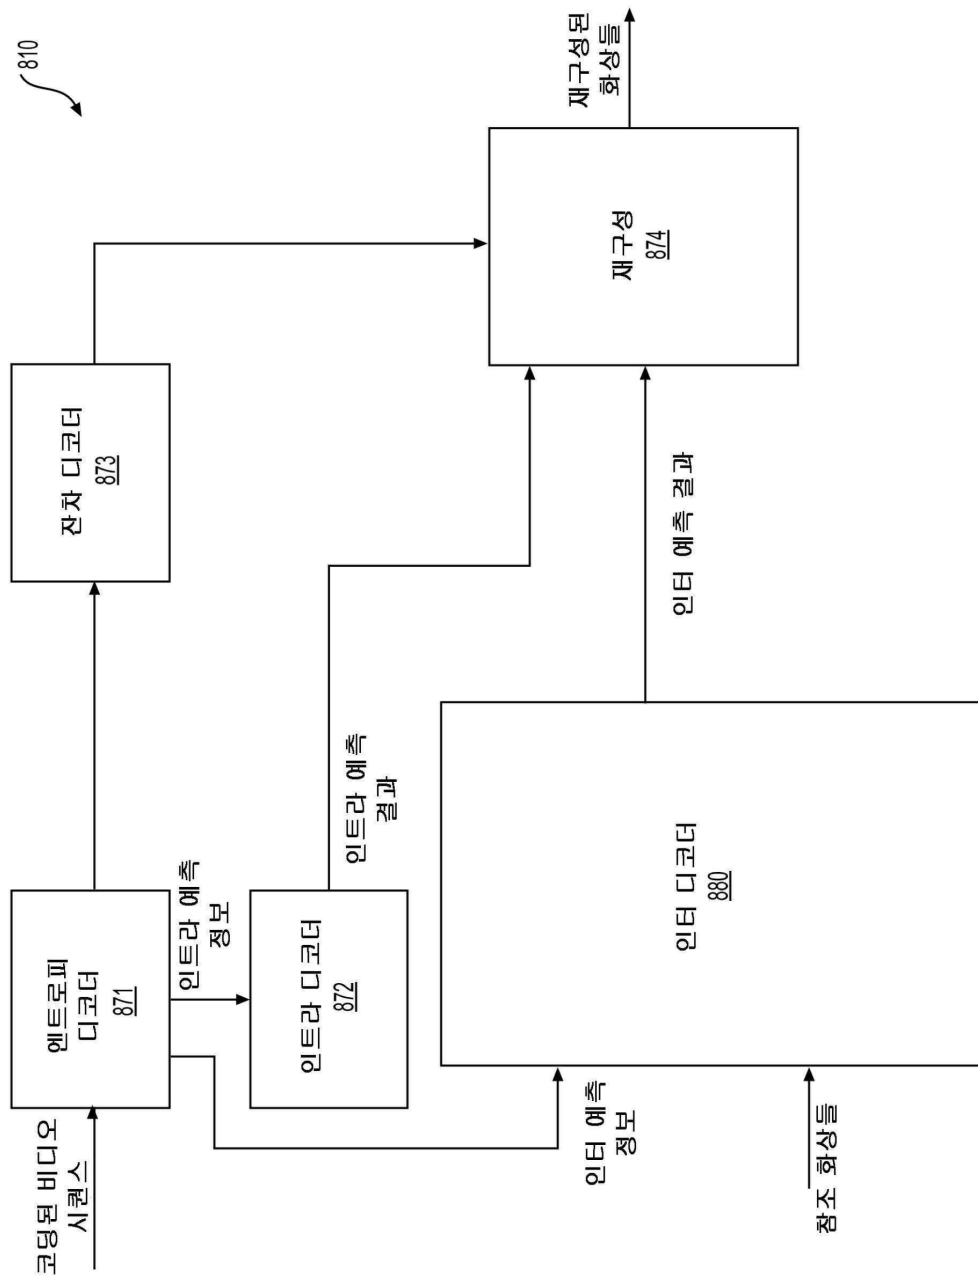 810
코딩된 비디오
시퀀스
엔트로피
디코더
871
잔차 디코더
873
인트라 예측
정보
인트라 디코더
872
인트라 예측
결과
인터 예측
정보
참조 화상들
인터 디코더
880
인터 예측 결과
재구성
874
재구성된
화상들